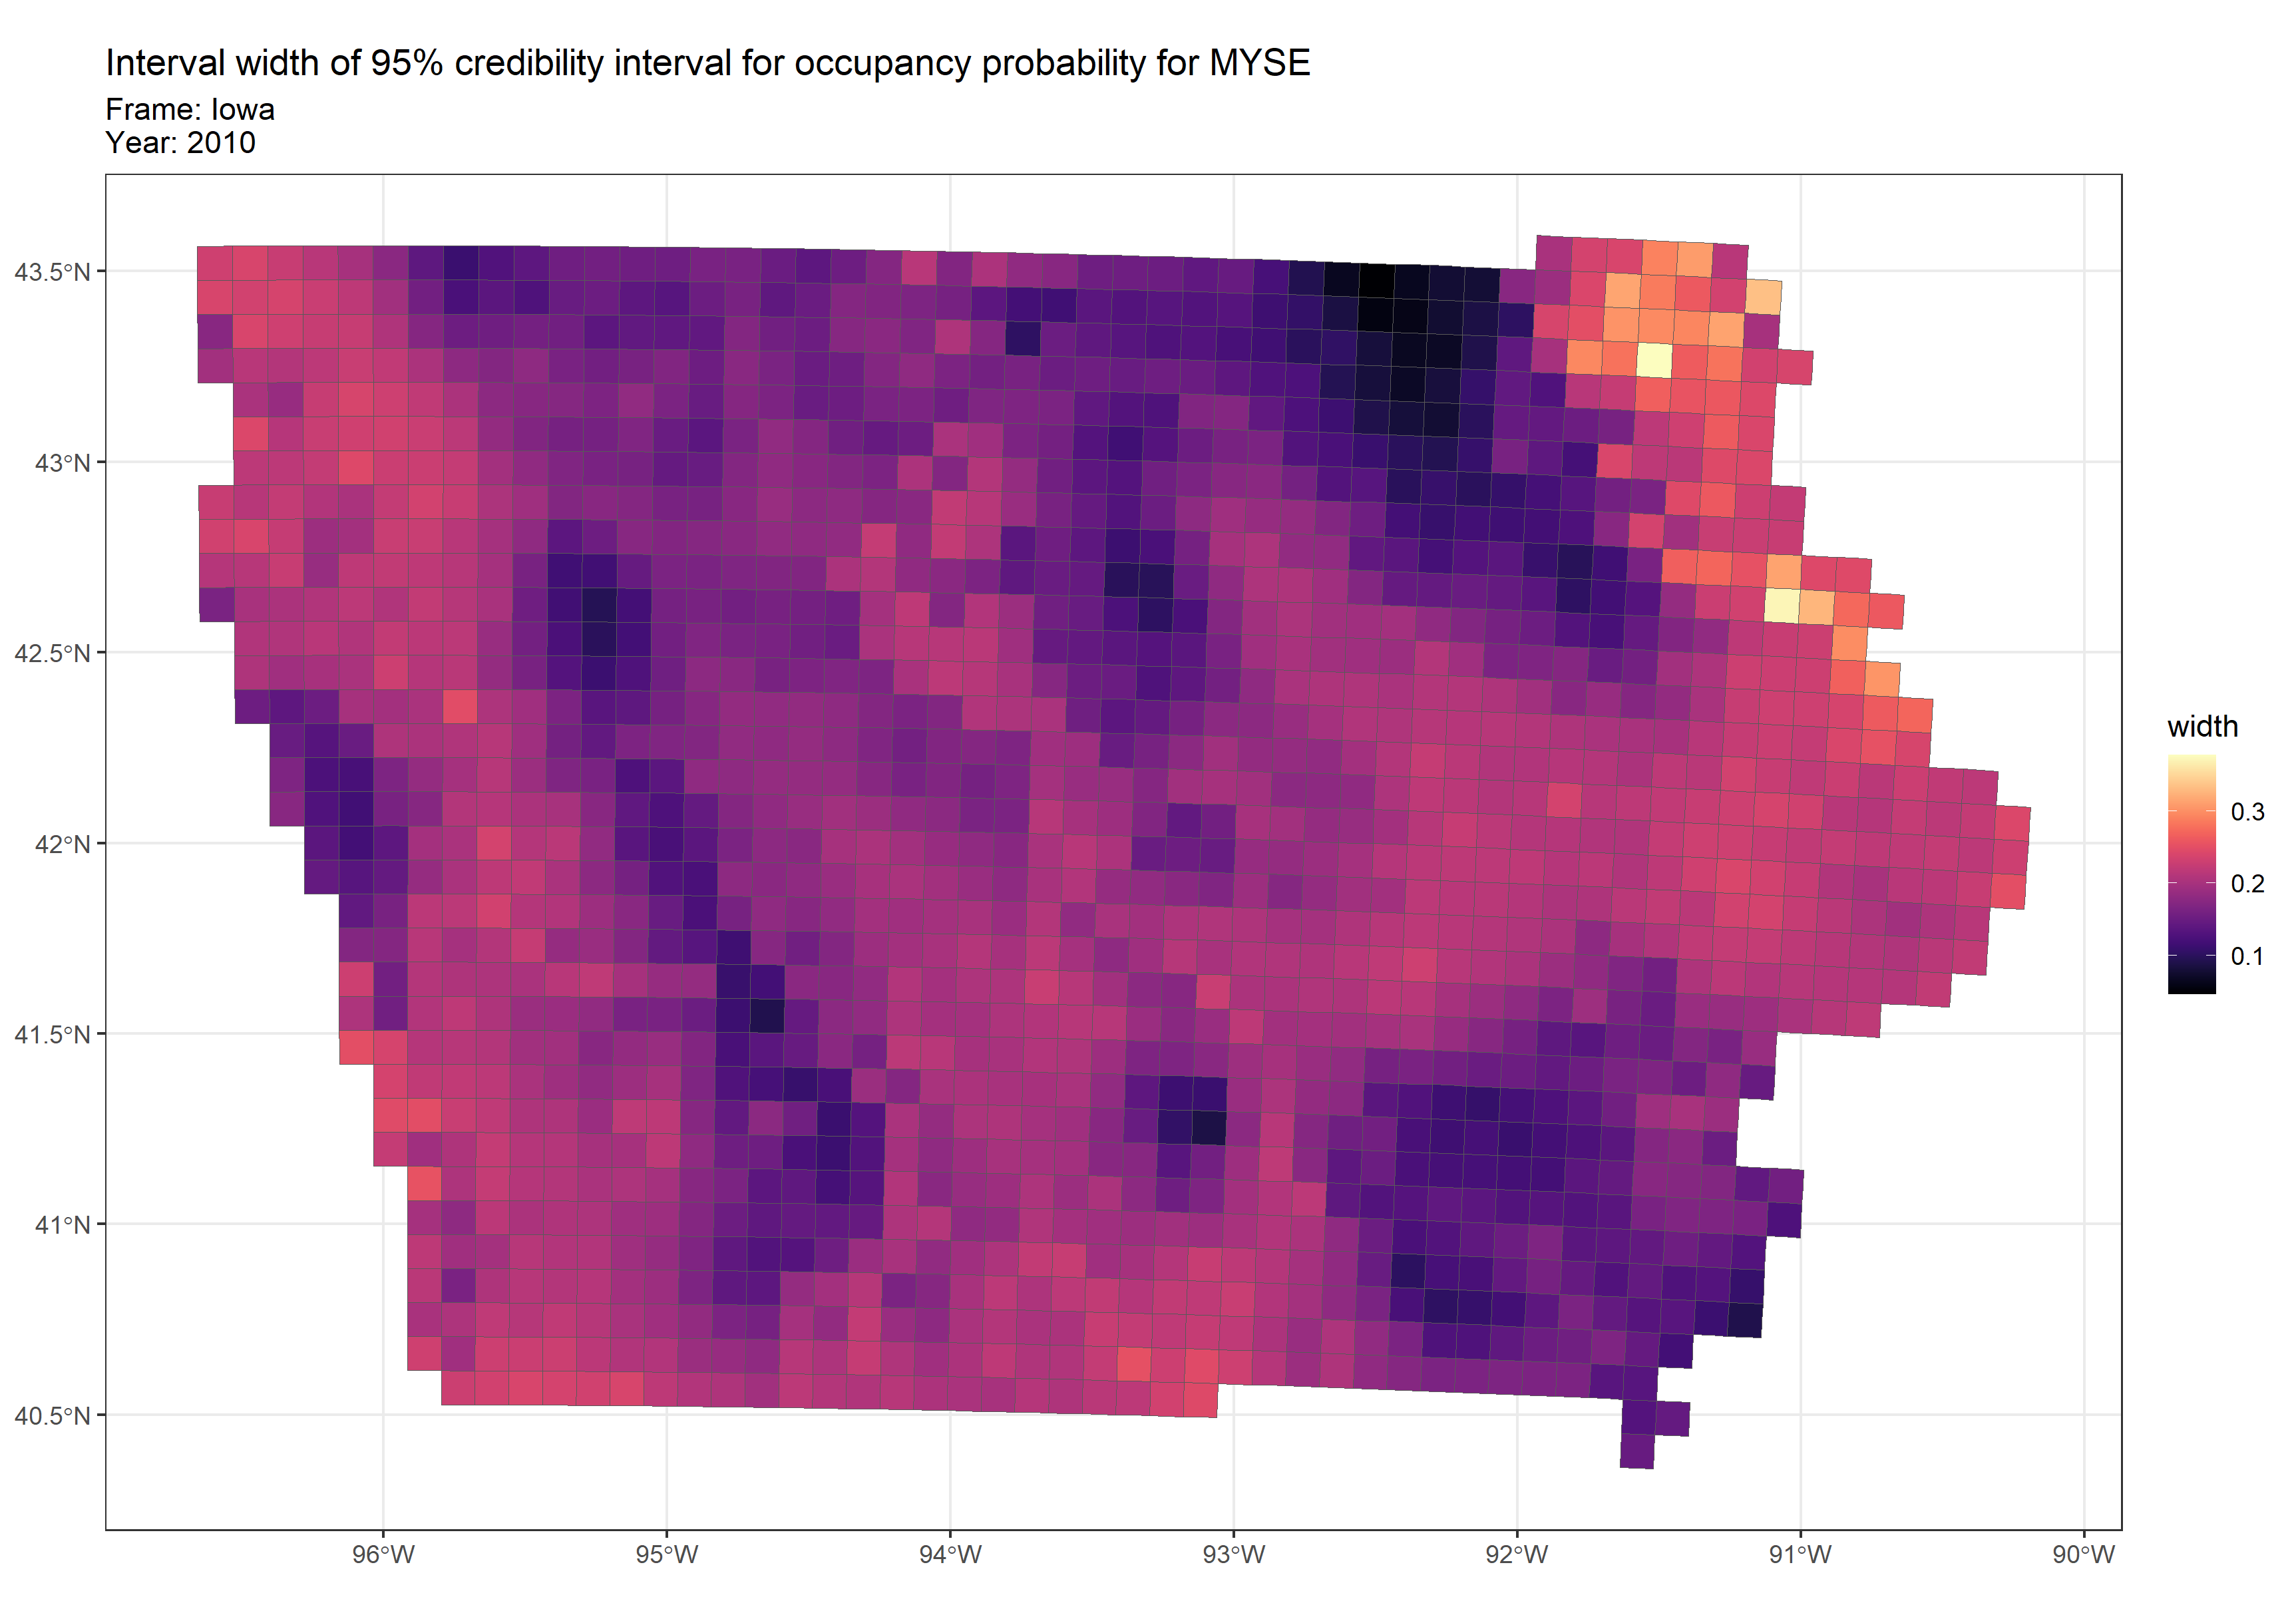 Interval width of 95% credibility interval for occupancy probability for MYSE
Frame: Iowa
Year: 2010
43.5°N
43°N
42.5°N
42°N
41.5°N
41°N
40.5°N
96°W
95°W
94°W
93°W
92°W
91°W
90°W
width
0.3
0.2
0.1